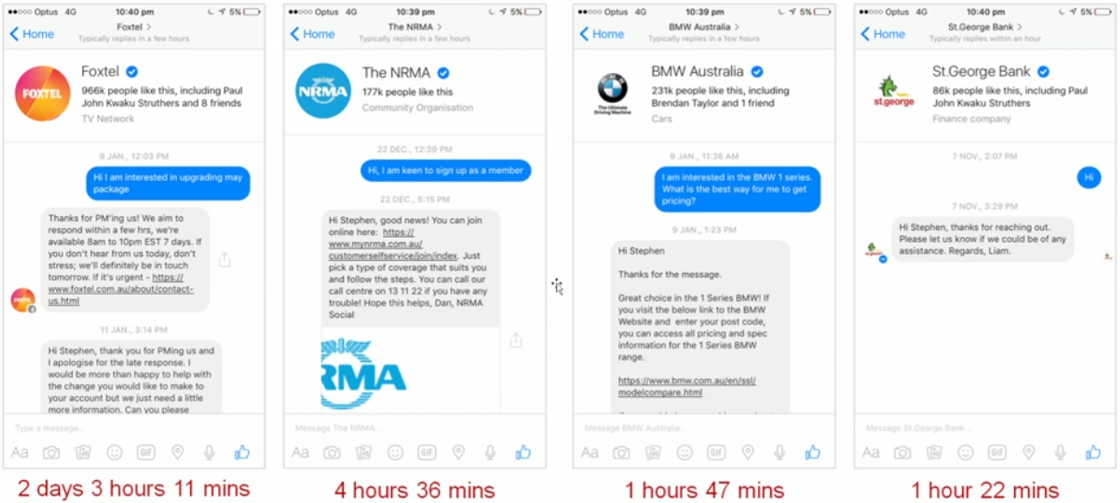 ●●○○○ Optus 4G 10:40 pm 5%
Home
Foxtel >
Typically replies in a few hours
FOXTEL
Foxtel
966k people like this, including Paul
John Kwaku Struthers and 8 friends
TV Network
9 JAN., 12:03 PM
Hi I am interested in upgrading may
package
Thanks for PM'ing us! We aim to
respond within a few hrs, we're
available 8am to 10pm EST 7 days. If
you don't hear from us today, don't
stress; we'll definitely be in touch
tomorrow. If it's urgent - https://
www.foxtel.com.au/about/contact-
us.html
FOXTEL
11 JAN., 3:14 PM
Hi Stephen, thank you for PMing us and
I apologise for the late response. I
would be more than happy to help with
the change you would like to make to
your account but we just need a little
more information. Can you please
Type a message...
Aa GIF
2 days 3 hours 11 mins
●●○○○ Optus 4G 10:39 pm 5%
Home
The NRMA >
Typically replies in a few hours
NRMA
The NRMA
177k people like this
Community Organisation
22 DEC., 12:39 PM
Hi, I am keen to sign up as a member
22 DEC., 5:15 PM
Hi Stephen, good news! You can join
online here: https://
www.mynrma.com.au/
customerselfservice/join/index. Just
pick a type of coverage that suits you
and follow the steps. You can call our
call centre on 13 11 22 if you have any
trouble! Hope this helps, Dan, NRMA
Social
RMA
Message The NRMA...
Aa GIF
4 hours 36 mins
●●○○○ Optus 4G 10:39 pm 5%
Home
BMW Australia >
Typically replies in a few hours
BMW
The Ultimate
Driving Machine
BMW Australia
231k people like this, including
Brendan Taylor and 1 friend
Cars
9 JAN., 11:36 AM
I am interested in the BMW 1 series.
What is the best way for me to get
pricing?
9 JAN., 1:23 PM
Hi Stephen
Thanks for the message.
Great choice in the 1 Series BMW! If
you visit the below link to the BMW
Website and enter your post code,
you can access all pricing and spec
information for the 1 Series BMW
range.
https://www.bmw.com.au/en/ssl/
modelcompare.html
Message BMW Australia...
Aa GIF
1 hour 47 mins
●●○○○ Optus 4G 10:40 pm 5%
Home
St.George Bank >
Typically replies within an hour
st.george
St.George Bank
86k people like this, including Paul
John Kwaku Struthers
Finance company
7 NOV., 2:07 PM
Hi
7 NOV., 3:29 PM
Hi Stephen, thanks for reaching out.
Please let us know if we could be of any
assistance. Regards, Liam.
Message St.George Bank...
Aa GIF
1 hour 22 mins